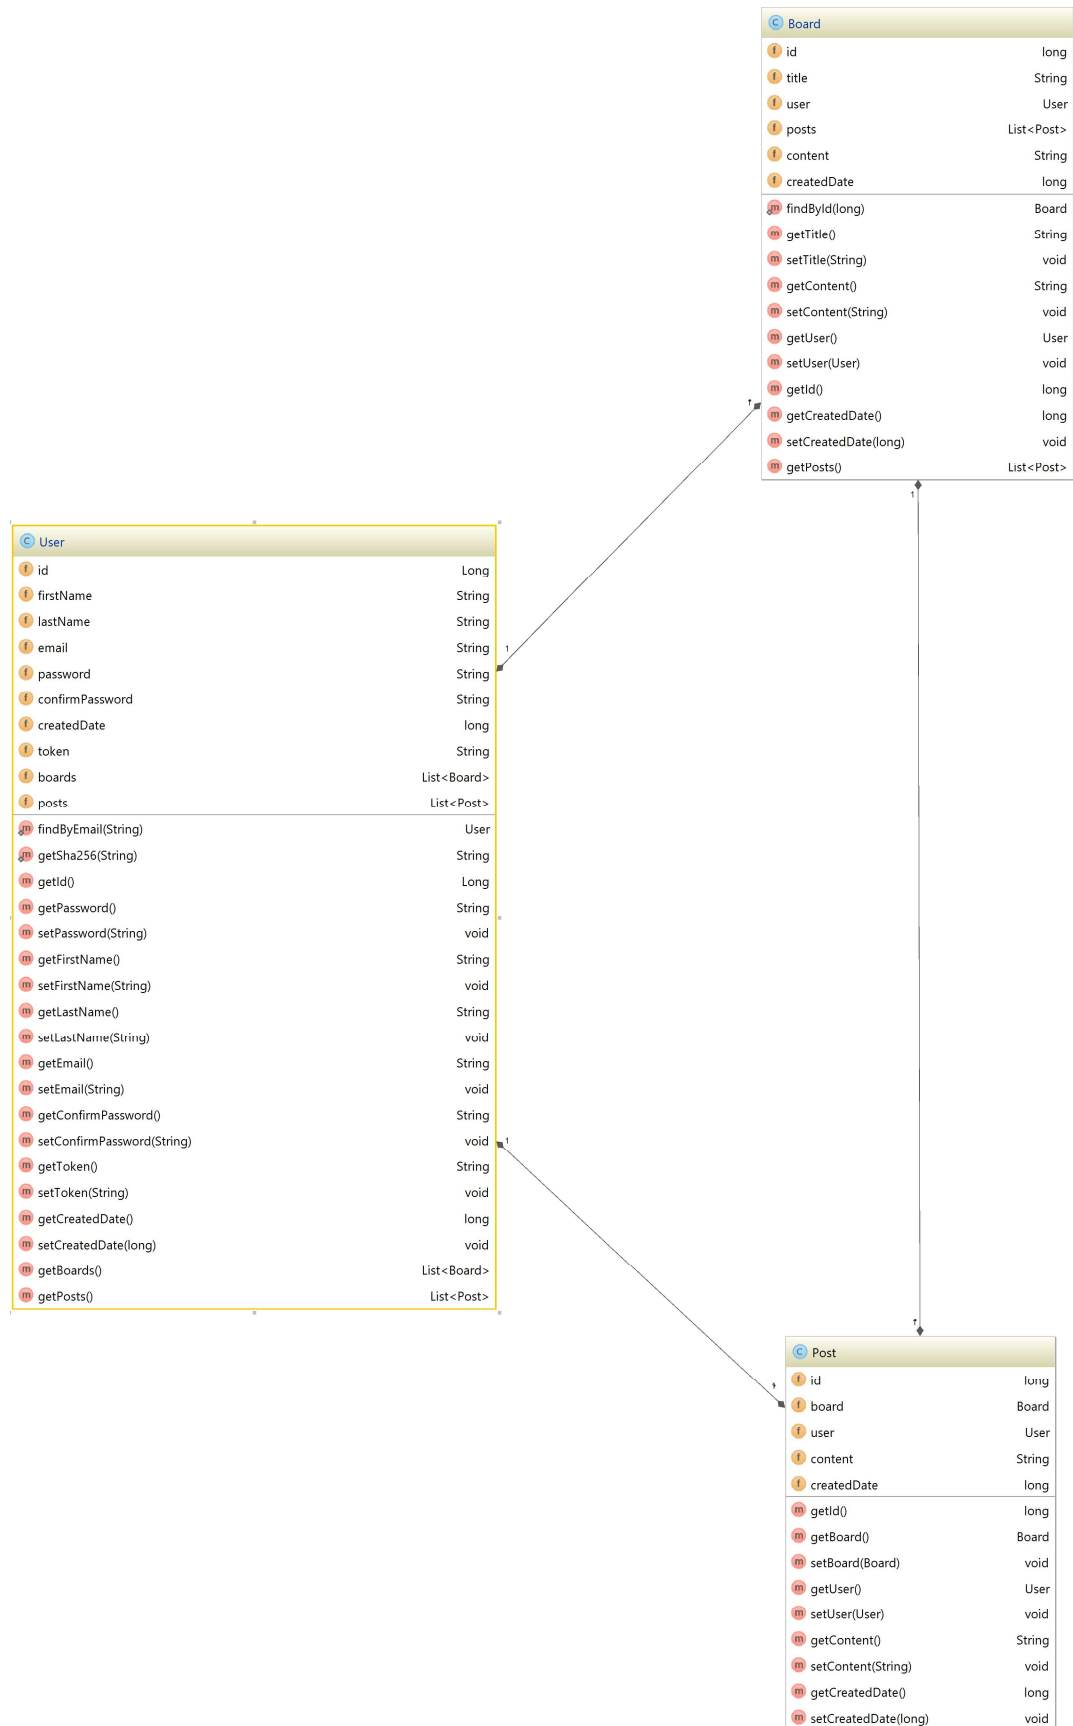 Board
id long
title String
user User
posts List<Post>
content String
createdDate long
findById(long) Board
getTitle() String
setTitle(String) void
getContent() String
setContent(String) void
getUser() User
setUser(User) void
getId() long
getCreatedDate() long
setCreatedDate(long) void
getPosts() List<Post>
1
1
User
id Long
firstName String
lastName String
email String
password String
confirmPassword String
createdDate long
token String
boards List<Board>
posts List<Post>
findByEmail(String) User
getSha256(String) String
getId() Long
getPassword() String
setPassword(String) void
getFirstName() String
setFirstName(String) void
getLastName() String
setLastName(String) void
getEmail() String
setEmail(String) void
getConfirmPassword() String
setConfirmPassword(String) void
getToken() String
setToken(String) void
getCreatedDate() long
setCreatedDate(long) void
getBoards() List<Board>
getPosts() List<Post>
1
Post
id long
board Board
user User
content String
createdDate long
getId() long
getBoard() Board
setBoard(Board) void
getUser() User
setUser(User) void
getContent() String
setContent(String) void
getCreatedDate() long
setCreatedDate(long) void